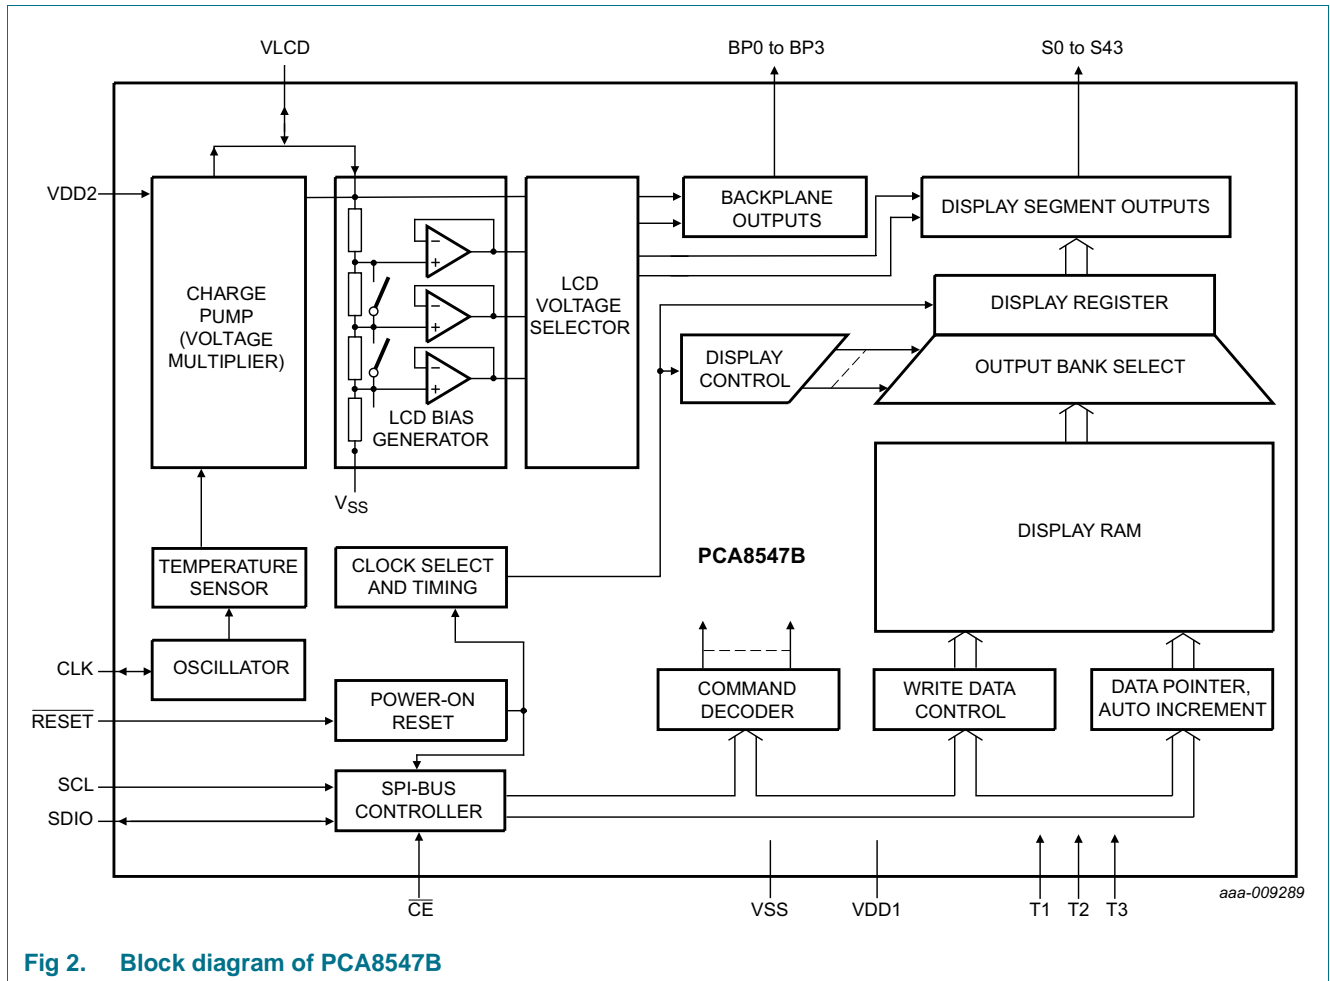 VLCD
BP0 to BP3
S0 to S43
VDD2
CHARGE
PUMP
(VOLTAGE
MULTIPLIER)
−
+
−
+
−
+
LCD BIAS
GENERATOR
VSS
LCD
VOLTAGE
SELECTOR
BACKPLANE
OUTPUTS
DISPLAY SEGMENT OUTPUTS
DISPLAY REGISTER
DISPLAY
CONTROL
OUTPUT BANK SELECT
DISPLAY RAM
TEMPERATURE
SENSOR
CLOCK SELECT
AND TIMING
PCA8547B
CLK
OSCILLATOR
RESET
POWER-ON
RESET
COMMAND
DECODER
WRITE DATA
CONTROL
DATA POINTER,
AUTO INCREMENT
SCL
SDIO
SPI-BUS
CONTROLLER
CE
VSS
VDD1
T1
T2
T3
aaa-009289
Fig 2. Block diagram of PCA8547B